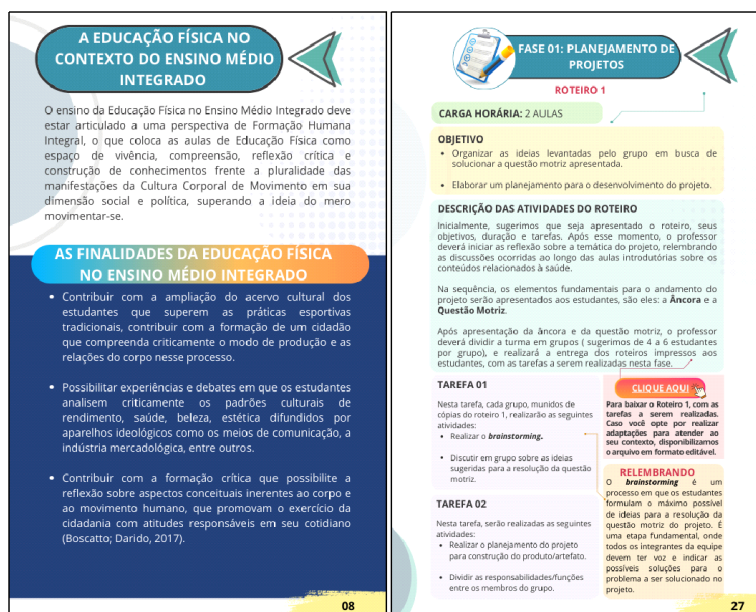 A EDUCAÇÃO FÍSICA NO
CONTEXTO DO ENSINO MÉDIO
INTEGRADO
O ensino da Educação Física no Ensino Médio Integrado deve
estar articulado a uma perspectiva de Formação Humana
Integral, o que coloca as aulas de Educação Física como
espaço de vivência, compreensão, reflexão crítica e
construção de conhecimentos frente a pluralidade das
manifestações da Cultura Corporal de Movimento em sua
dimensão social e política, superando a ideia do mero
movimentar-se.
AS FINALIDADES DA EDUCAÇÃO FÍSICA
NO ENSINO MÉDIO INTEGRADO
• Contribuir com a ampliação do acervo cultural dos
estudantes que superem as práticas esportivas
tradicionais, contribuir com a formação de um cidadão
que compreenda criticamente o modo de produção e as
relações do corpo nesse processo.
• Possibilitar experiências e debates em que os estudantes
analisem criticamente os padrões culturais de
rendimento, saúde, beleza, estética difundidos por
aparelhos ideológicos como os meios de comunicação, a
indústria mercadológica, entre outros.
• Contribuir com a formação crítica que possibilite a
reflexão sobre aspectos conceituais inerentes ao corpo e
ao movimento humano, que promovam o exercício da
cidadania com atitudes responsáveis em seu cotidiano
(Boscatto; Darido, 2017).
08
FASE 01: PLANEJAMENTO DE
PROJETOS
ROTEIRO 1
CARGA HORÁRIA: 2 AULAS
OBJETIVO
• Organizar as ideias levantadas pelo grupo em busca de
solucionar a questão motriz apresentada.
• Elaborar um planejamento para o desenvolvimento do projeto.
DESCRIÇÃO DAS ATIVIDADES DO ROTEIRO
Inicialmente, sugerimos que seja apresentado o roteiro, seus
objetivos, duração e tarefas. Após esse momento, o professor
deverá iniciar as reflexão sobre a temática do projeto, relembrando
as discussões ocorridas ao longo das aulas introdutórias sobre os
conteúdos relacionados à saúde.
Na sequência, os elementos fundamentais para o andamento do
projeto serão apresentados aos estudantes, são eles: a Âncora e a
Questão Motriz.
Após apresentação da âncora e da questão motriz, o professor
deverá dividir a turma em grupos ( sugerimos de 4 a 6 estudantes
por grupo), e realizará a entrega dos roteiros impressos aos
estudantes, com as tarefas a serem realizadas nesta fase.
TAREFA 01
Nesta tarefa, cada grupo, munidos de
cópias do roteiro 1, realizarão as seguintes
atividades:
• Realizar o brainstorming.
• Discutir em grupo sobre as ideias
sugeridas para a resolução da questão
motriz.
TAREFA 02
Nesta tarefa, serão realizadas as seguintes
atividades:
• Realizar o planejamento do projeto
para construção do produto/artefato.
• Dividir as responsabilidades/funções
entre os membros do grupo.
CLIQUE AQUI
Para baixar o Roteiro 1, com as
tarefas a serem realizadas.
Caso você opte por realizar
adaptações para atender ao
seu contexto, disponibilizamos
o arquivo em formato editável.
RELEMBRANDO
O brainstorming é um
processo em que os estudantes
formulam o máximo possível
de ideias para a resolução da
questão motriz do projeto. É
uma etapa fundamental, onde
todos os integrantes da equipe
devem ter voz e indicar as
possíveis soluções para o
problema a ser solucionado no
projeto.
27